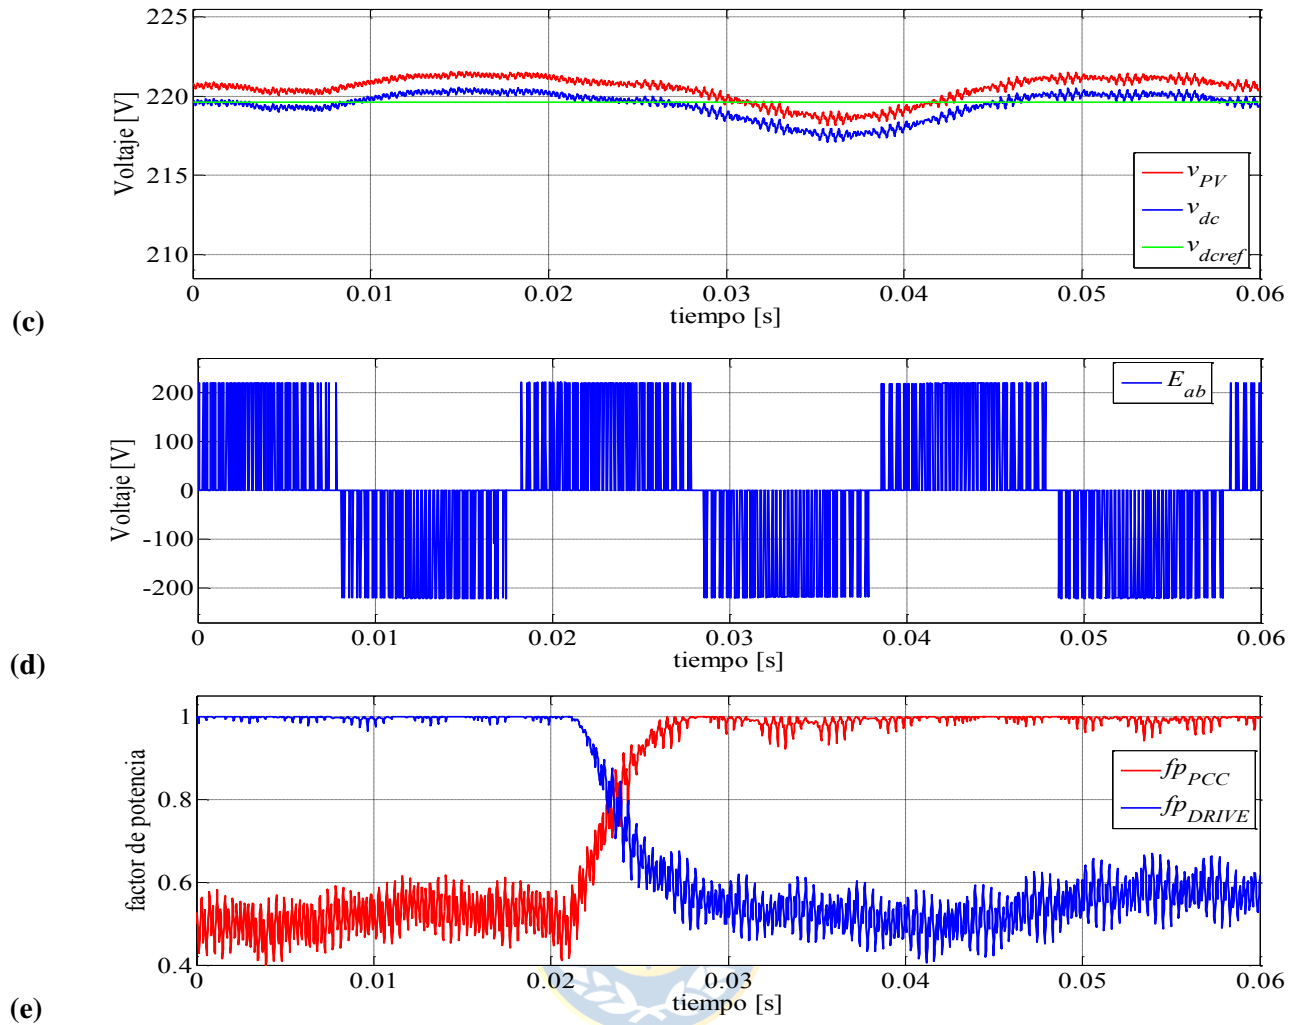 225
220
215
210
Voltaje [V]
v_PV
v_dc
v_dcref
0 0.01 0.02 0.03 0.04 0.05 0.06
tiempo [s]
(c)
200
100
0
-100
-200
Voltaje [V]
E_ab
0 0.01 0.02 0.03 0.04 0.05 0.06
tiempo [s]
(d)
1
0.8
0.6
0.4
factor de potencia
fp_PCC
fp_DRIVE
0 0.01 0.02 0.03 0.04 0.05 0.06
tiempo [s]
(e)